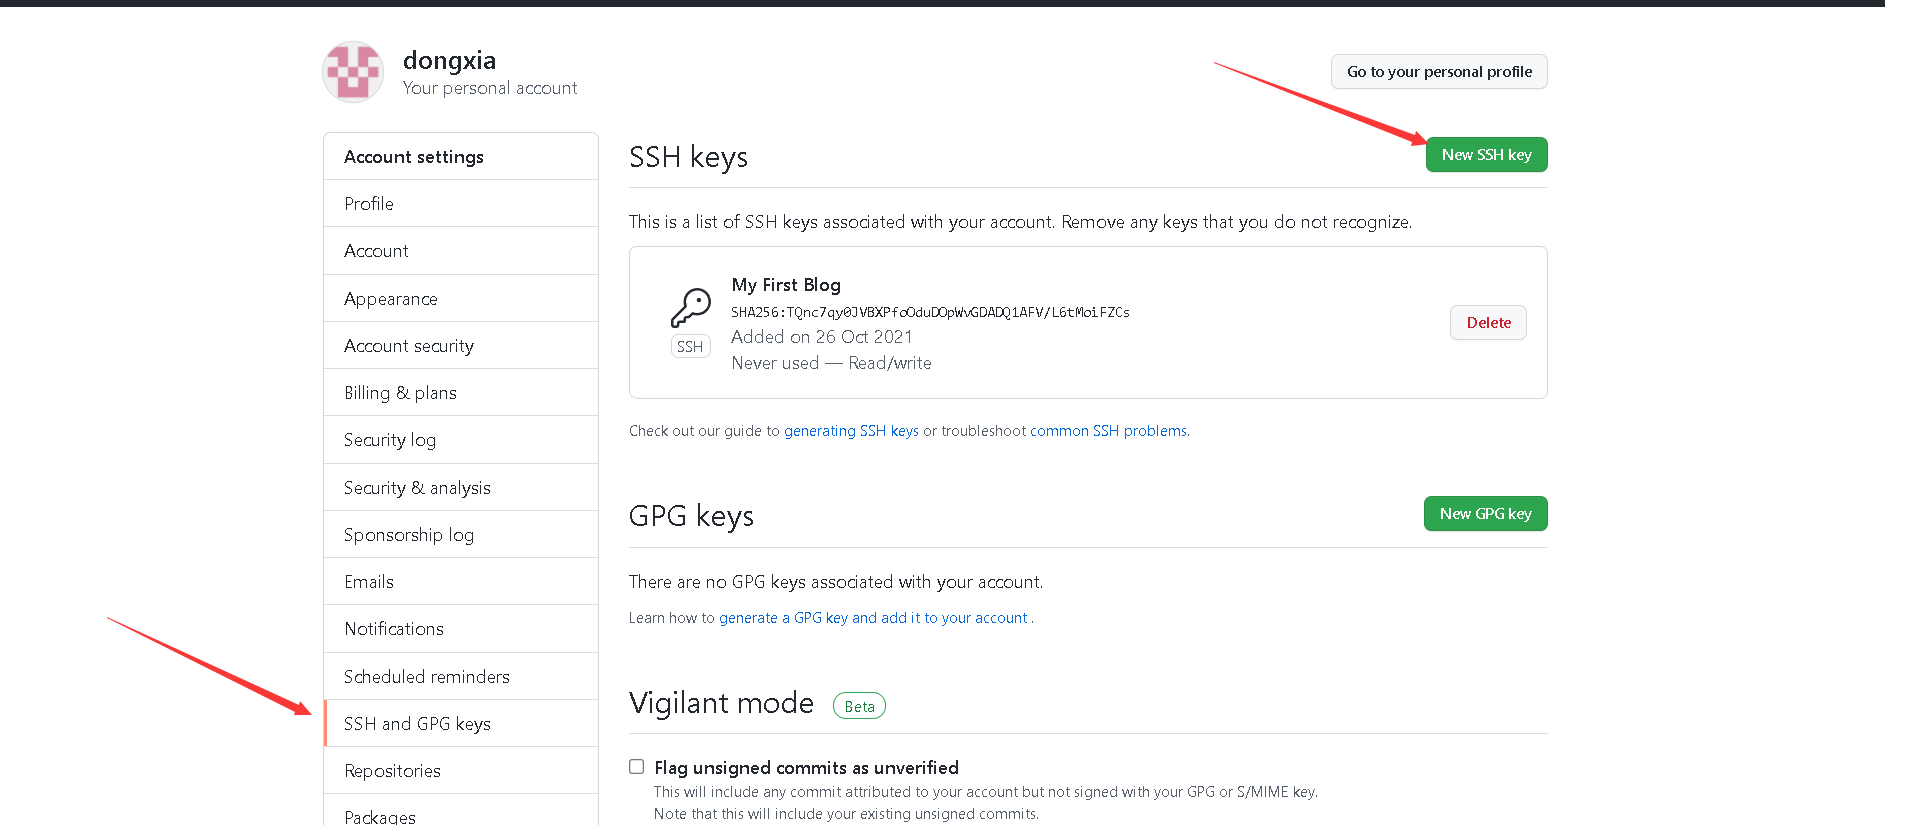 dongxia
Your personal account
Go to your personal profile
Account settings
Profile
Account
Appearance
Account security
Billing & plans
Security log
Security & analysis
Sponsorship log
Emails
Notifications
Scheduled reminders
SSH and GPG keys
Repositories
Packages
SSH keys
New SSH key
This is a list of SSH keys associated with your account. Remove any keys that you do not recognize.
My First Blog
SHA256:TQnc7qy0JVBXPfoOduDOpWvGDADQ1AFV/L6tMoiFZCs
Added on 26 Oct 2021
Never used — Read/write
SSH
Delete
Check out our guide to generating SSH keys or troubleshoot common SSH problems.
GPG keys
New GPG key
There are no GPG keys associated with your account.
Learn how to generate a GPG key and add it to your account .
Vigilant mode
Beta
Flag unsigned commits as unverified
This will include any commit attributed to your account but not signed with your GPG or S/MIME key.
Note that this will include your existing unsigned commits.